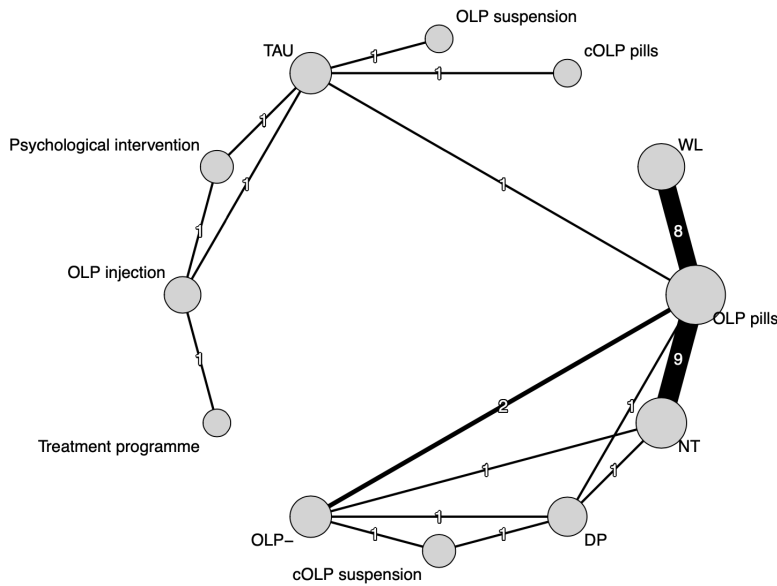 OLP suspension
TAU
1
cOLP pills
1
1
Psychological intervention
WL
1
1
1
8
OLP injection
OLP pills
1
9
2
1
Treatment programme
NT
1
1
1
OLP–
1
1
DP
cOLP suspension